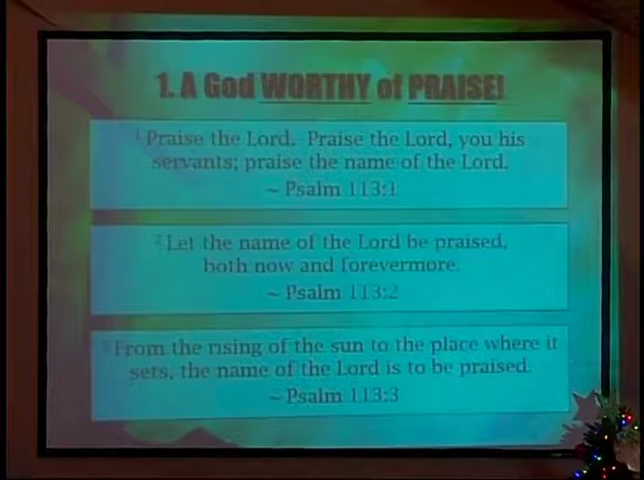 1. A God WORTHY of PRAISE!
1 Praise the Lord. Praise the Lord, you his
servants; praise the name of the Lord.
~ Psalm 113:1
2 Let the name of the Lord be praised,
both now and forevermore.
~ Psalm 113:2
3 From the rising of the sun to the place where it
sets, the name of the Lord is to be praised.
~ Psalm 113:3